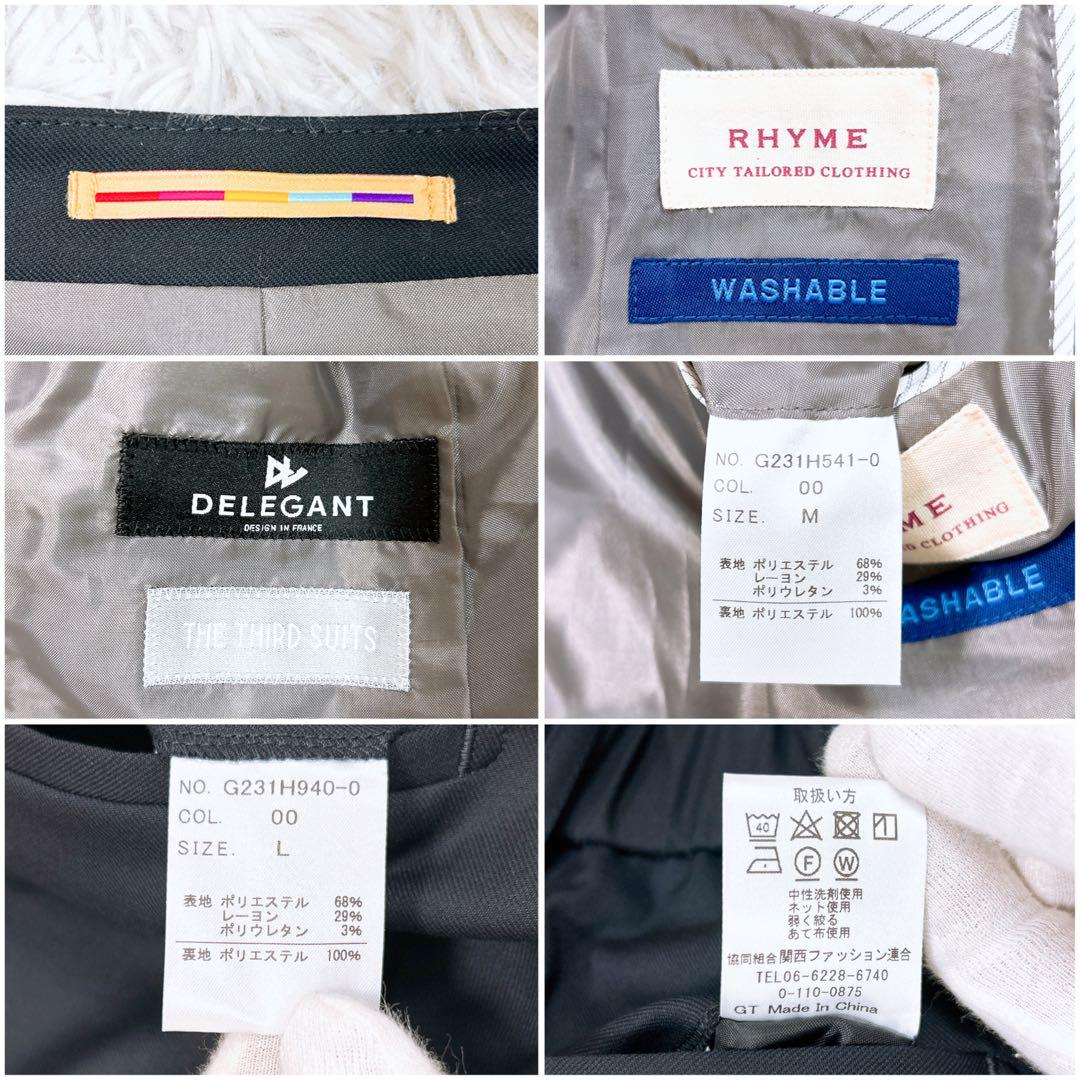 RHYME
CITY TAILORED CLOTHING
WASHABLE
DELEGANT
DESIGN IN FRANCE
THE THIRD SUITS
NO. G231H541-0
COL. 00
SIZE. M
表地 ポリエステル 68%
レーヨン 29%
ポリウレタン 3%
裏地 ポリエステル 100%
ME
ED CLOTHING
ASHABLE
NO. G231H940-0
COL. 00
SIZE. L
表地 ポリエステル 68%
レーヨン 29%
ポリウレタン 3%
裏地 ポリエステル 100%
取扱い方
40
F W
中性洗剤使用
ネット使用
弱く絞る
あて布使用
協同組合関西ファッション連合
TEL06-6228-6740
0-110-0875
GT Made In China